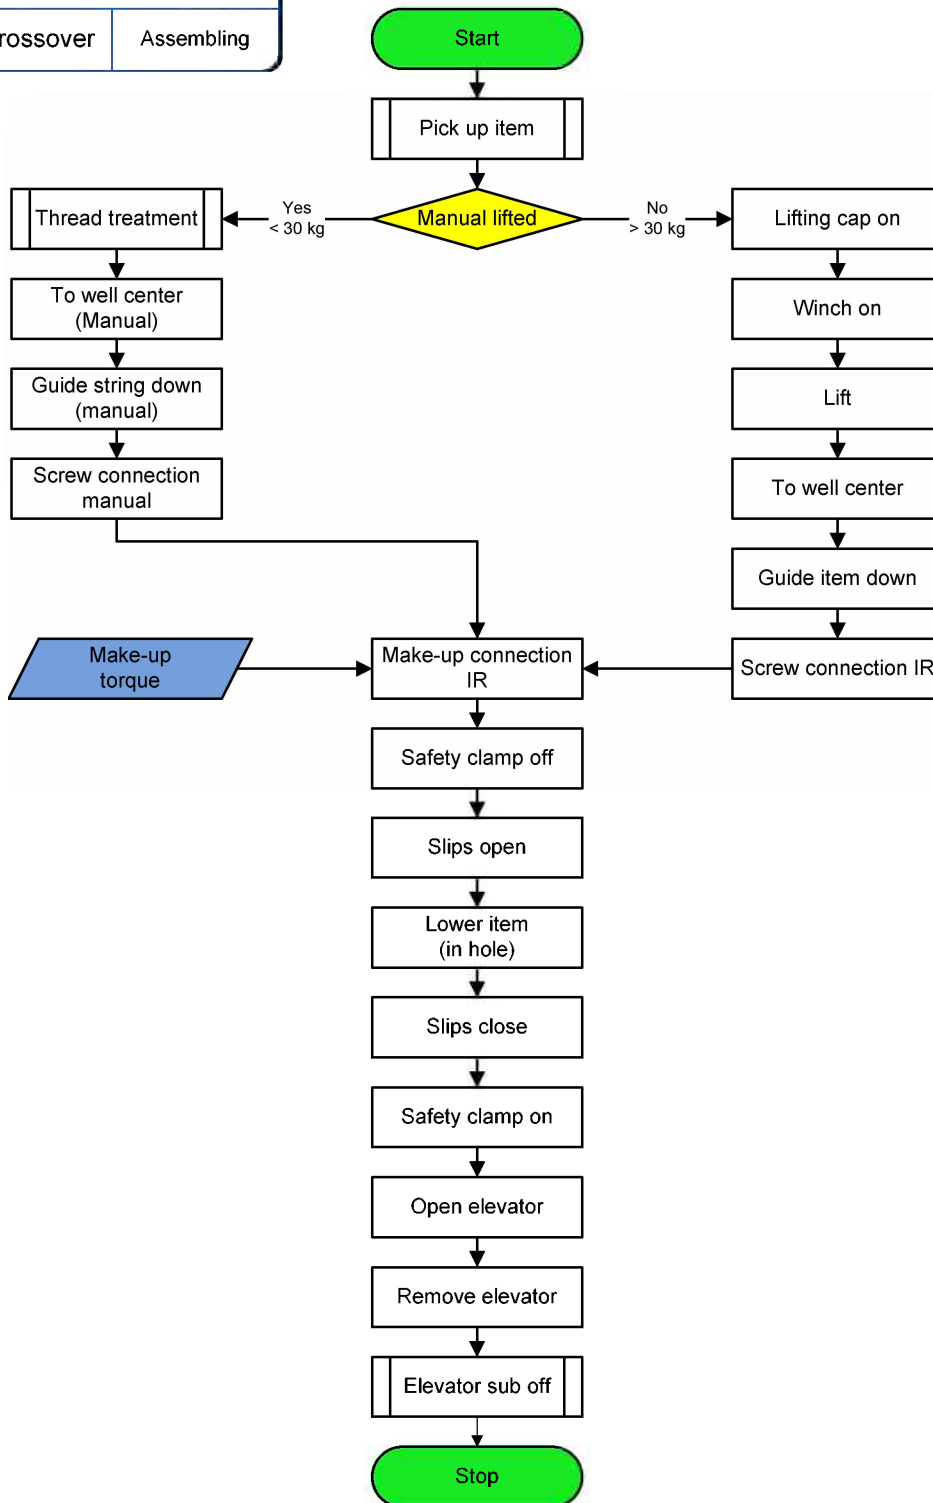 rossover
Assembling
Start
Pick up item
Thread treatment
Yes
< 30 kg
Manual lifted
No
> 30 kg
Lifting cap on
To well center
(Manual)
Winch on
Guide string down
(manual)
Lift
Screw connection
manual
To well center
Guide item down
Make-up
torque
Make-up connection
IR
Screw connection IR
Safety clamp off
Slips open
Lower item
(in hole)
Slips close
Safety clamp on
Open elevator
Remove elevator
Elevator sub off
Stop